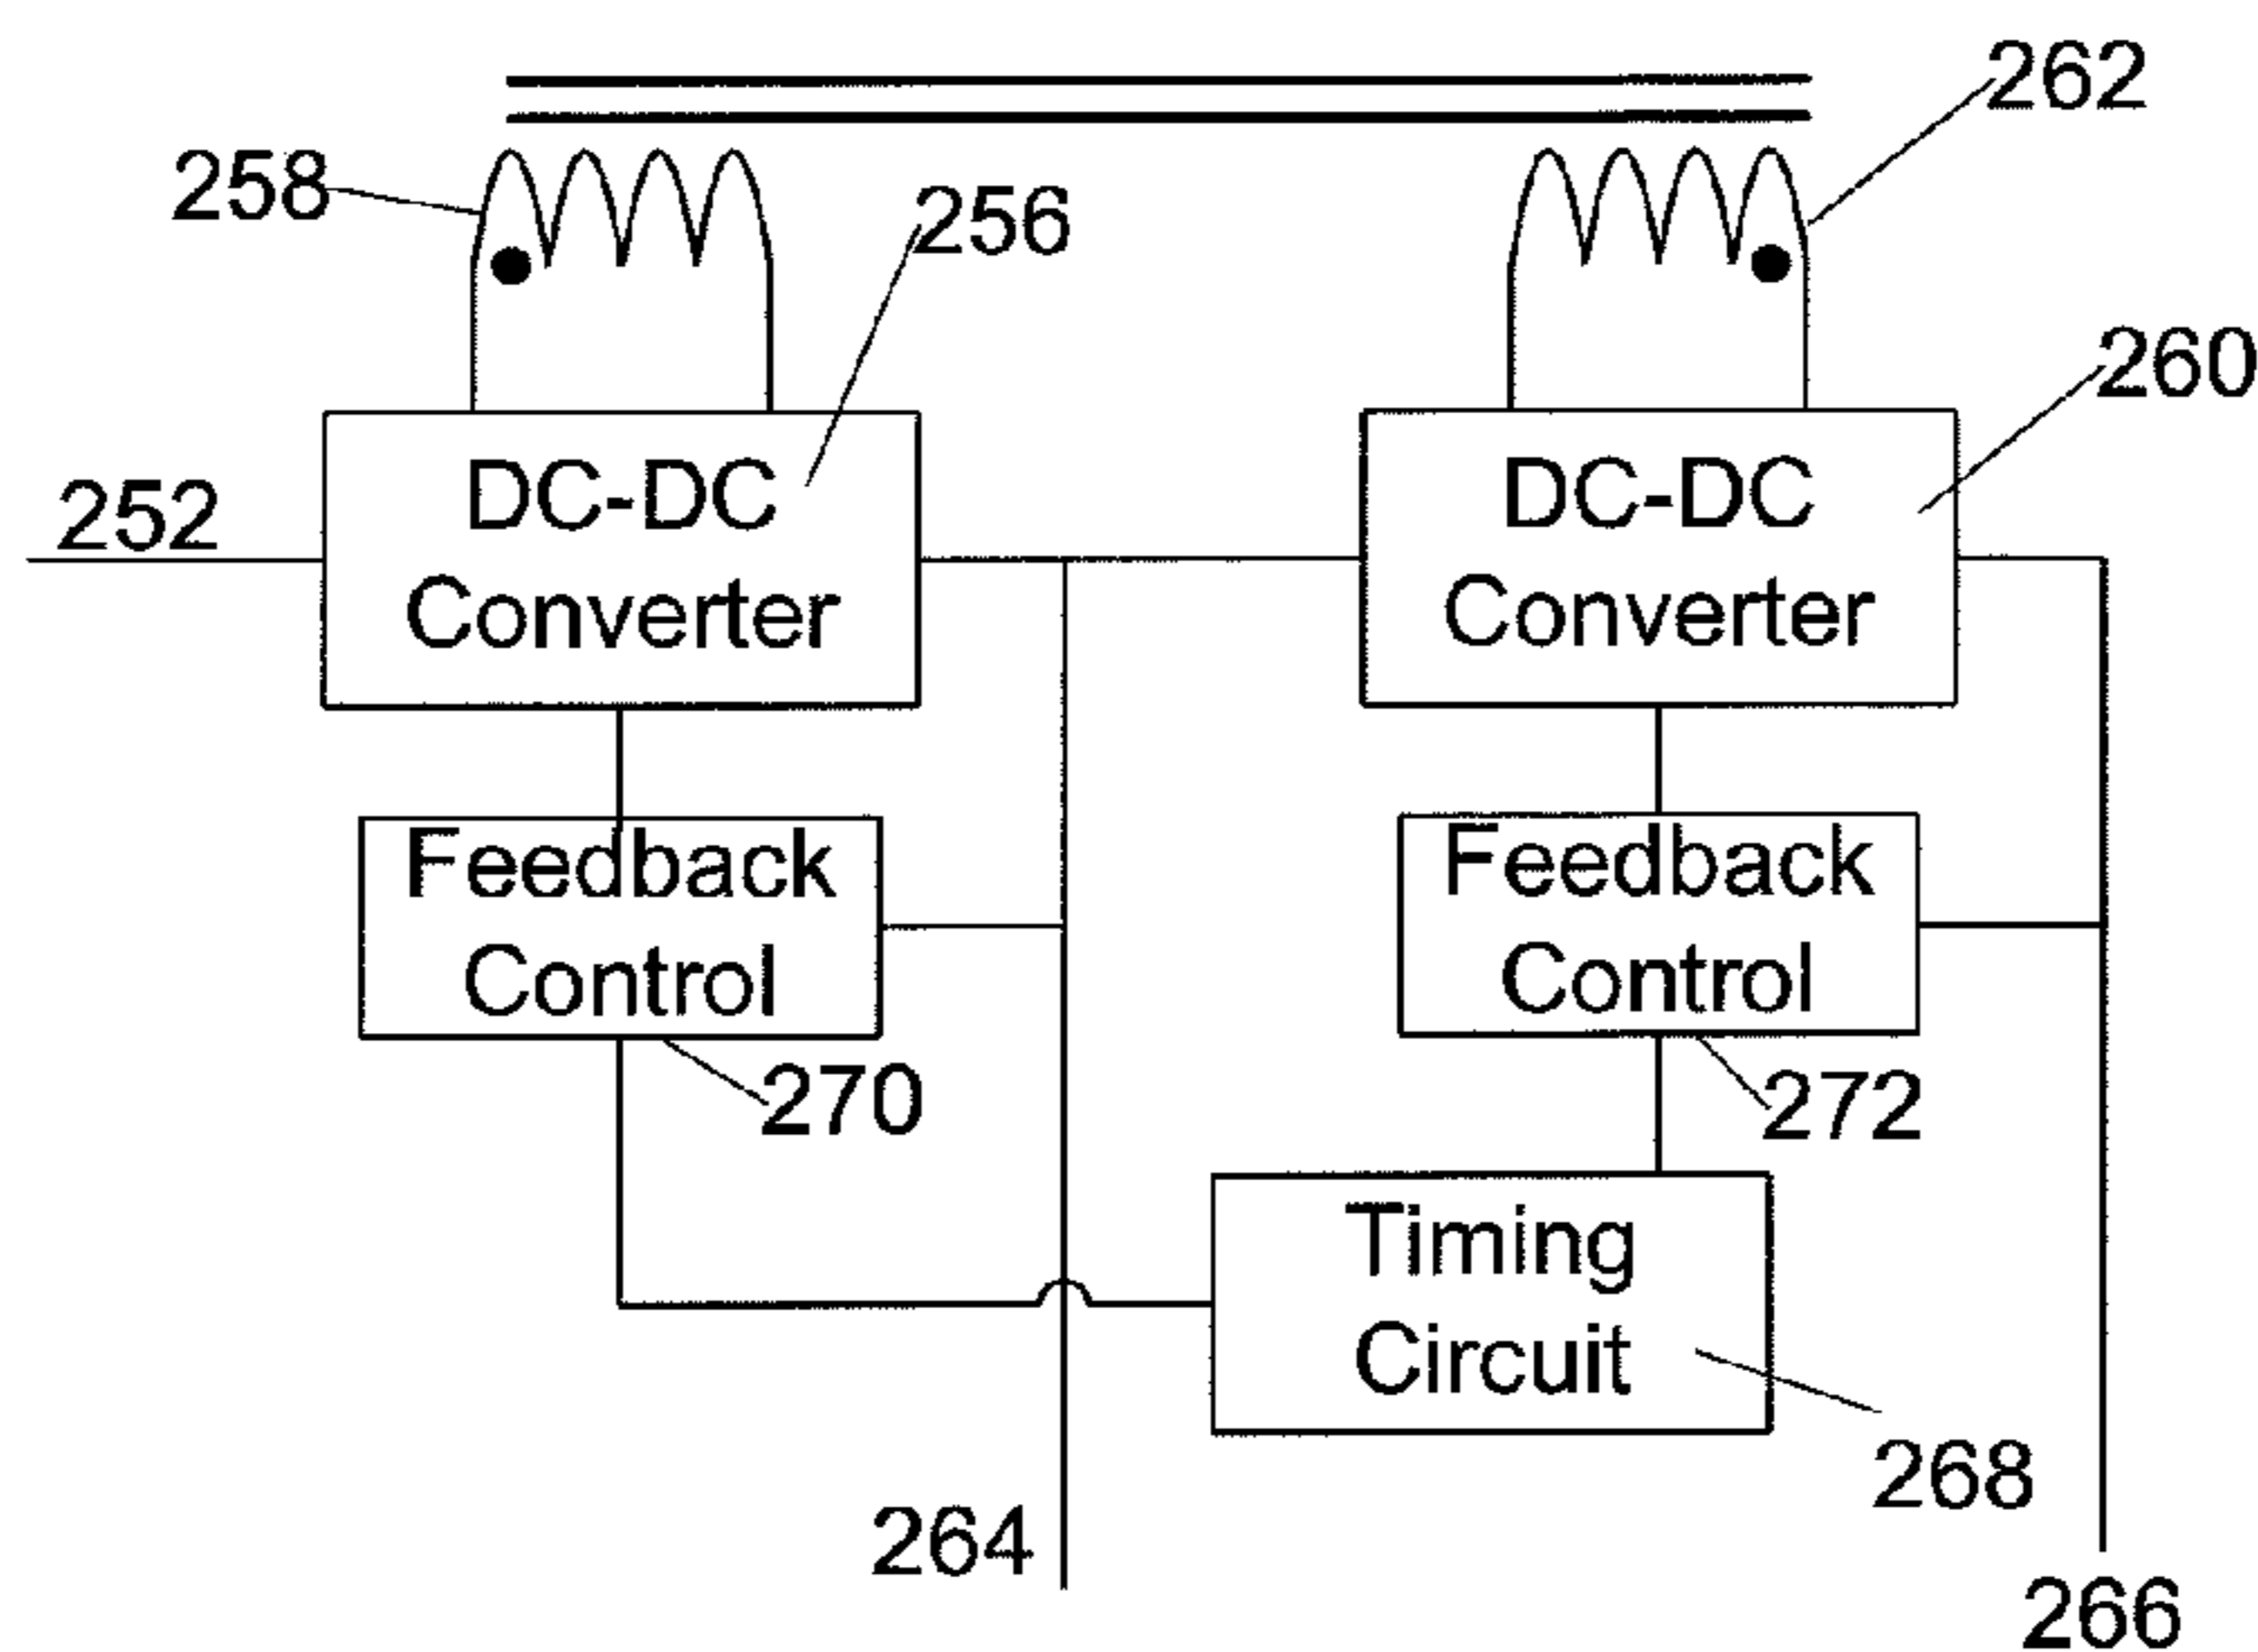 262
258
256
260
252
DC-DC
Converter
DC-DC
Converter
Feedback
Control
Feedback
Control
270
272
Timing
Circuit
268
264
266